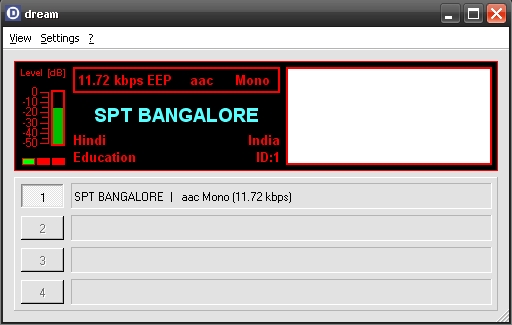 dream
View Settings ?
Level [dB]
11.72 kbps EEP aac Mono
0
-10
-20
-30
-40
-50
SPT BANGALORE
Hindi India
Education ID:1
1 SPT BANGALORE | aac Mono (11.72 kbps)
2
3
4